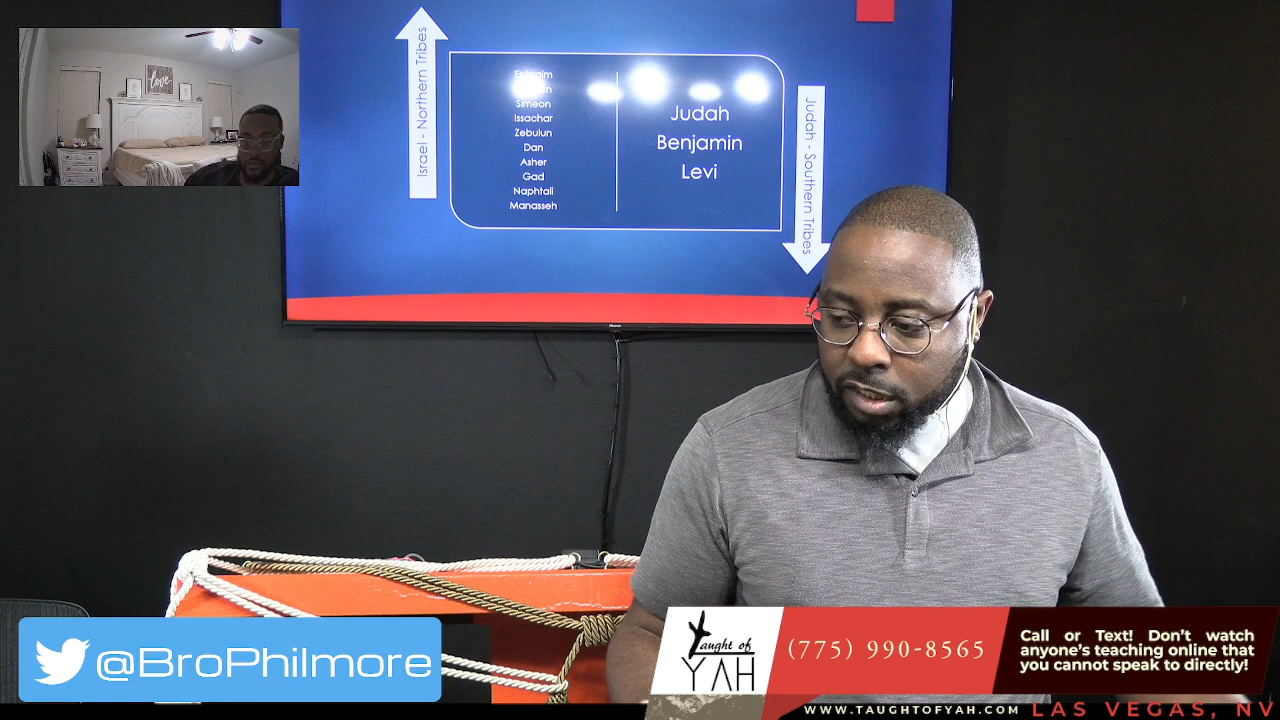 love
Israel - Northern Tribes
Ephraim
Simeon
Issachar
Zebulun
Dan
Asher
Gad
Naphtali
Manasseh
Judah
Benjamin
Levi
Judah - Southern Tribes
Hisense
@BroPhilmore
Taught of
YAH
(775) 990-8565
Call or Text! Don't watch
anyone's teaching online that
you cannot speak to directly!
WWW.TAUGHTOFYAH.COM
LAS VEGAS, NV